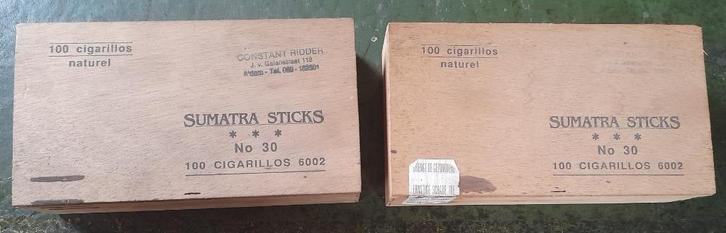 100 cigarillos
naturel
CONSTANT RIDDER
SUMATRA STICKS
* * *
No 30
100 CIGARILLOS 6002
100 cigarillos
naturel
SUMATRA STICKS
* * *
No 30
100 CIGARILLOS 6002